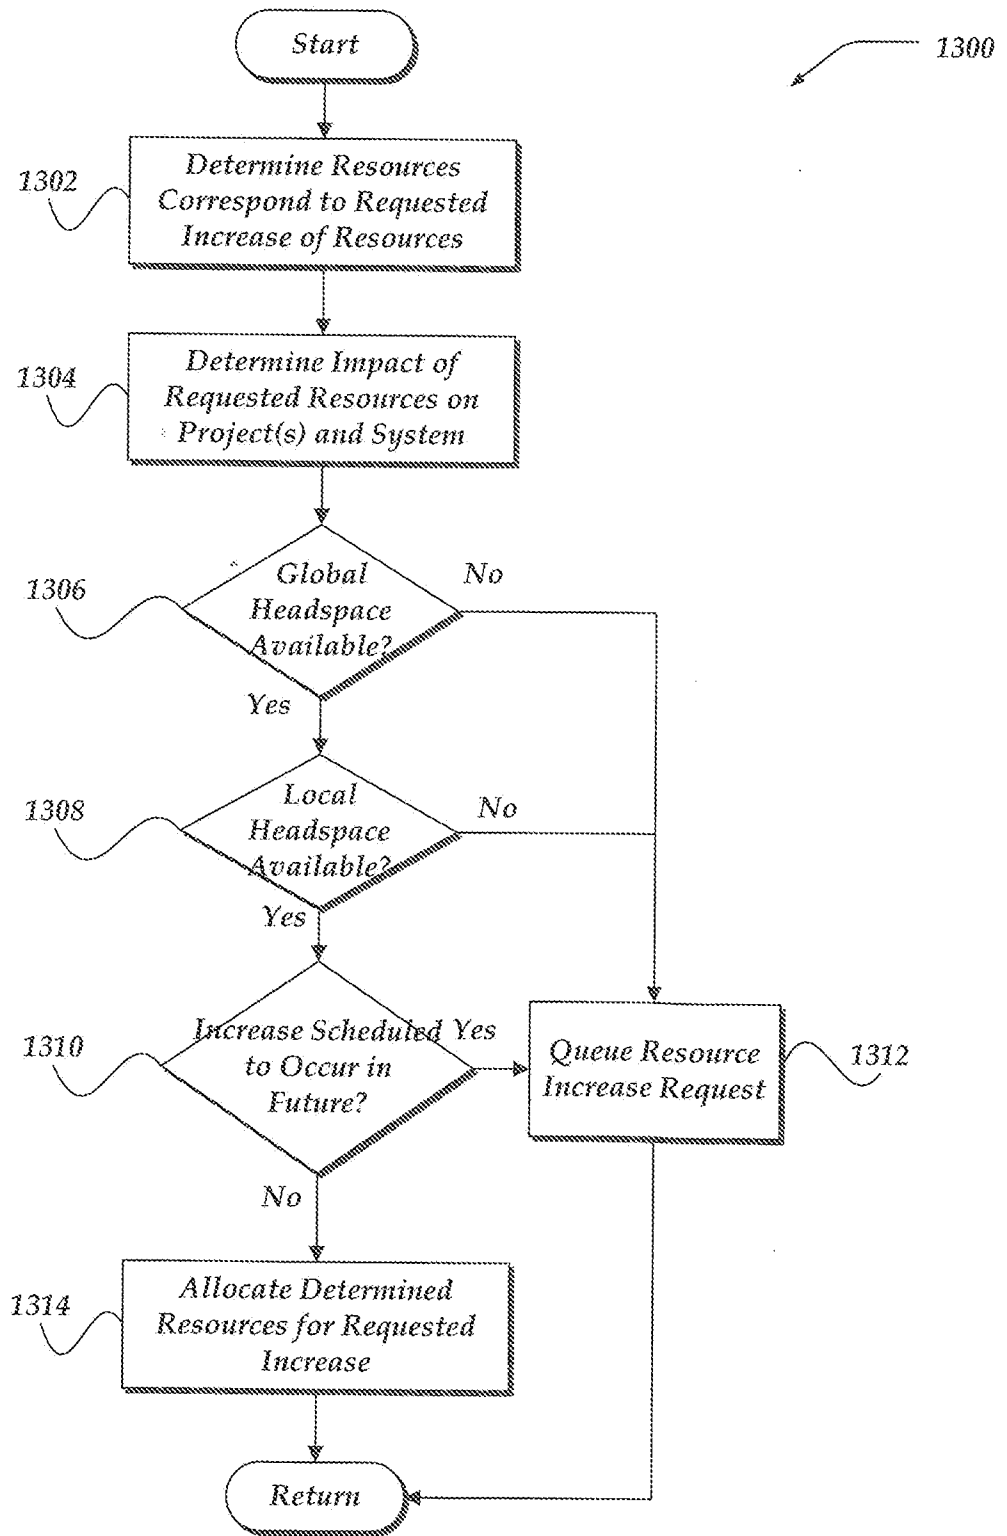 Start
1300
1302
Determine Resources
Correspond to Requested
Increase of Resources
1304
Determine Impact of
Requested Resources on
Project(s) and System
1306
Global
Headspace
Available?
No
Yes
1308
Local
Headspace
Available?
No
Yes
1310
Increase Scheduled
to Occur in
Future?
Yes
Queue Resource
Increase Request
1312
No
1314
Allocate Determined
Resources for Requested
Increase
Return